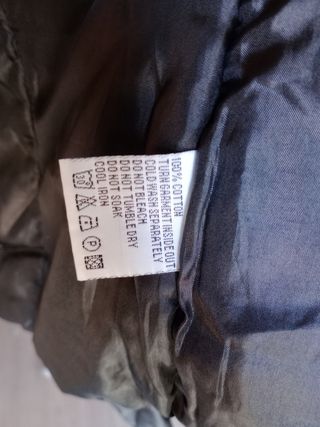 100% COTTON
TURN GARMENT INSIDE OUT
COLD WASH SEPARATELY
DO NOT BLEACH
DO NOT TUMBLE DRY
COOL IRON
DO NOT SOAK